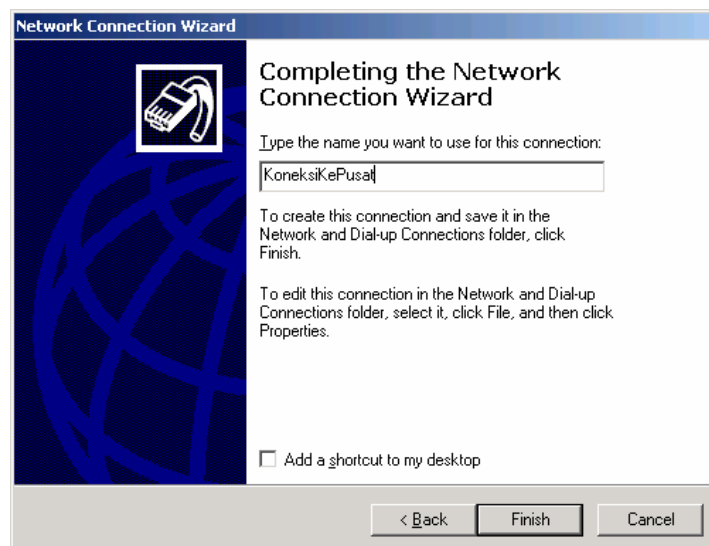 Network Connection Wizard
Completing the Network
Connection Wizard
Type the name you want to use for this connection:
KoneksiKePusat
To create this connection and save it in the
Network and Dial-up Connections folder, click
Finish.
To edit this connection in the Network and Dial-up
Connections folder, select it, click File, and then click
Properties.
Add a shortcut to my desktop
< Back
Finish
Cancel